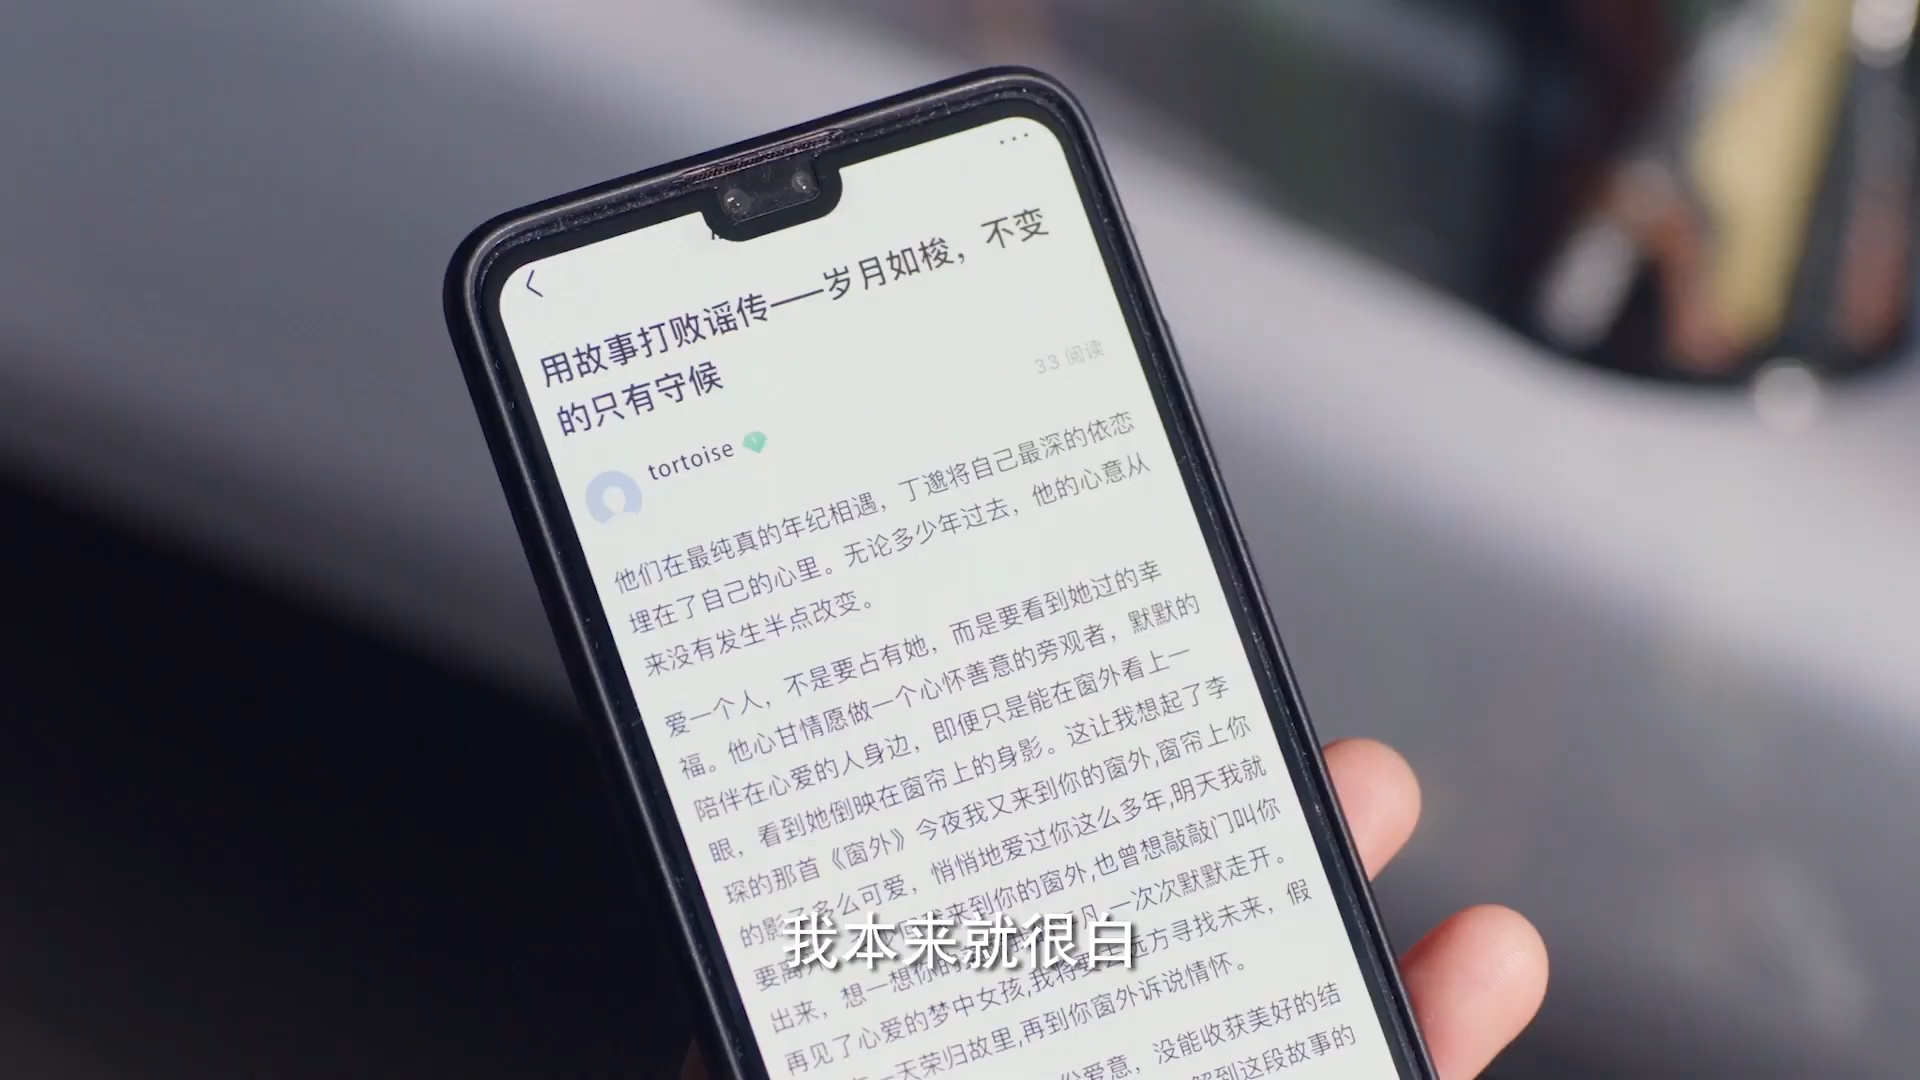 用故事打败谣传——岁月如梭，不变
的只有守候
33 阅读
tortoise
他们在最纯真的年纪相遇，丁邈将自己最深的依恋
埋在了自己的心里。无论多少年过去，他的心意从
来没有发生半点改变。
爱一个人，不是要占有她，而是要看到她过的幸
福。他心甘情愿做一个心怀善意的旁观者，默默的
陪伴在心爱的人身边，即便只是能在窗外看上一
眼，看到她倒映在窗帘上的身影。这让我想起了李
琛的那首《窗外》今夜我又来到你的窗外,窗帘上你
的影子多么可爱，悄悄地爱过你这么多年,明天我就
要离 来到你的窗外,也曾想敲敲门叫你
出来，想一想你的 凡,一次次默默走开。
再见了心爱的梦中女孩,我将要去远方寻找未来，假
一天荣归故里,再到你窗外诉说情怀。
爱意，没能收获美好的结
解到这段故事的
我本来就很白